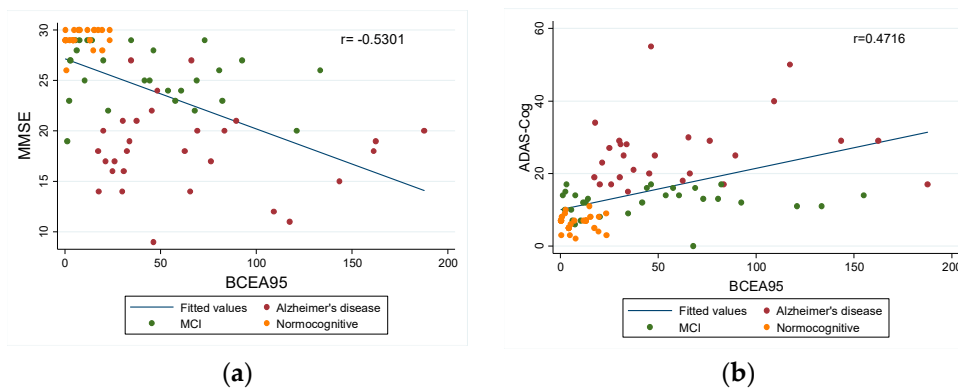 r= -0.5301
MMSE
30
25
20
15
10
0
50
100
150
200
BCEA95
Fitted values
Alzheimer's disease
MCI
Normocognitive
(a)
r=0.4716
ADAS-Cog
60
40
20
0
0
50
100
150
200
BCEA95
Fitted values
Alzheimer's disease
MCI
Normocognitive
(b)